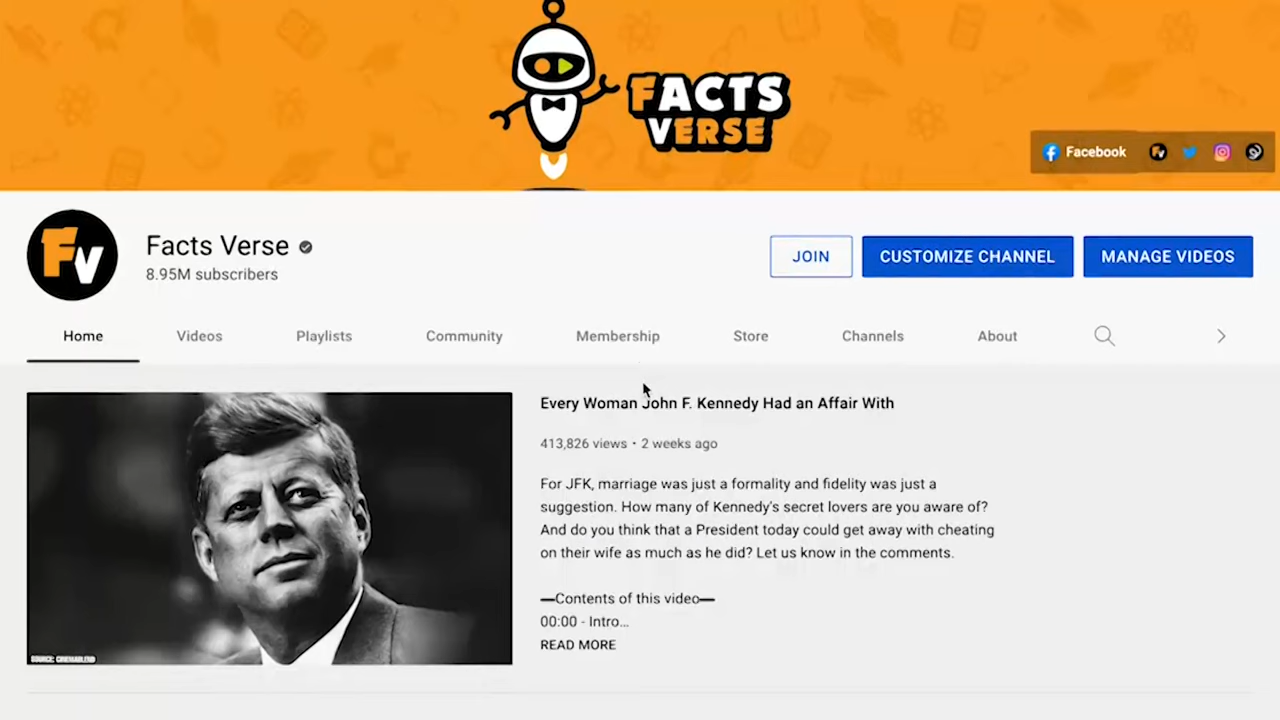 FACTS
VERSE
Facebook
Fv
Fv
Facts Verse
8.95M subscribers
JOIN
CUSTOMIZE CHANNEL
MANAGE VIDEOS
Home
Videos
Playlists
Community
Membership
Store
Channels
About
Every Woman John F. Kennedy Had an Affair With
413,826 views • 2 weeks ago
For JFK, marriage was just a formality and fidelity was just a
suggestion. How many of Kennedy's secret lovers are you aware of?
And do you think that a President today could get away with cheating
on their wife as much as he did? Let us know in the comments.
—Contents of this video—
00:00 - Intro...
READ MORE
SOURCE: CINEMABLEND